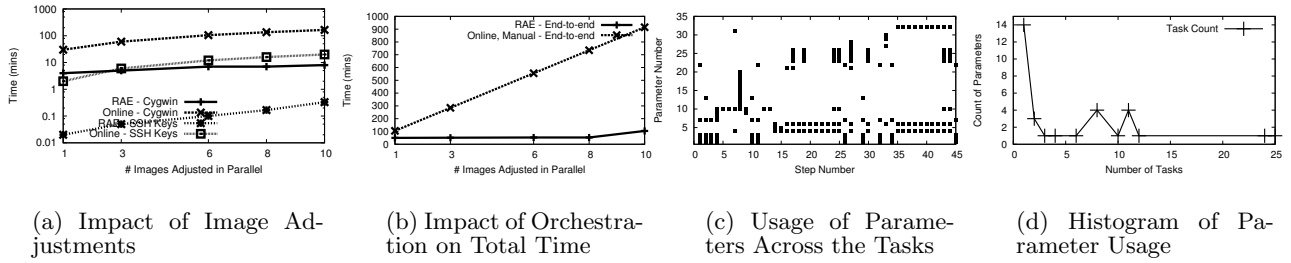 1000
100
10
1
0.1
0.01
Time (mins)
RAE - Cygwin
Online - Cygwin
RAE - SSH Keys
Online - SSH Keys
1 3 6 8 10
# Images Adjusted in Parallel
(a) Impact of Image Ad-
justments
1000
900
800
700
600
500
400
300
200
100
0
Time (mins)
RAE - End-to-end
Online, Manual - End-to-end
1 3 6 8 10
# Images Adjusted in Parallel
(b) Impact of Orchestra-
tion on Total Time
35
30
25
20
15
10
5
Parameter Number
0 5 10 15 20 25 30 35 40 45
Step Number
(c) Usage of Parame-
ters Across the Tasks
14
12
10
8
6
4
2
0
Count of Parameters
Task Count
0 5 10 15 20 25
Number of Tasks
(d) Histogram of Pa-
rameter Usage